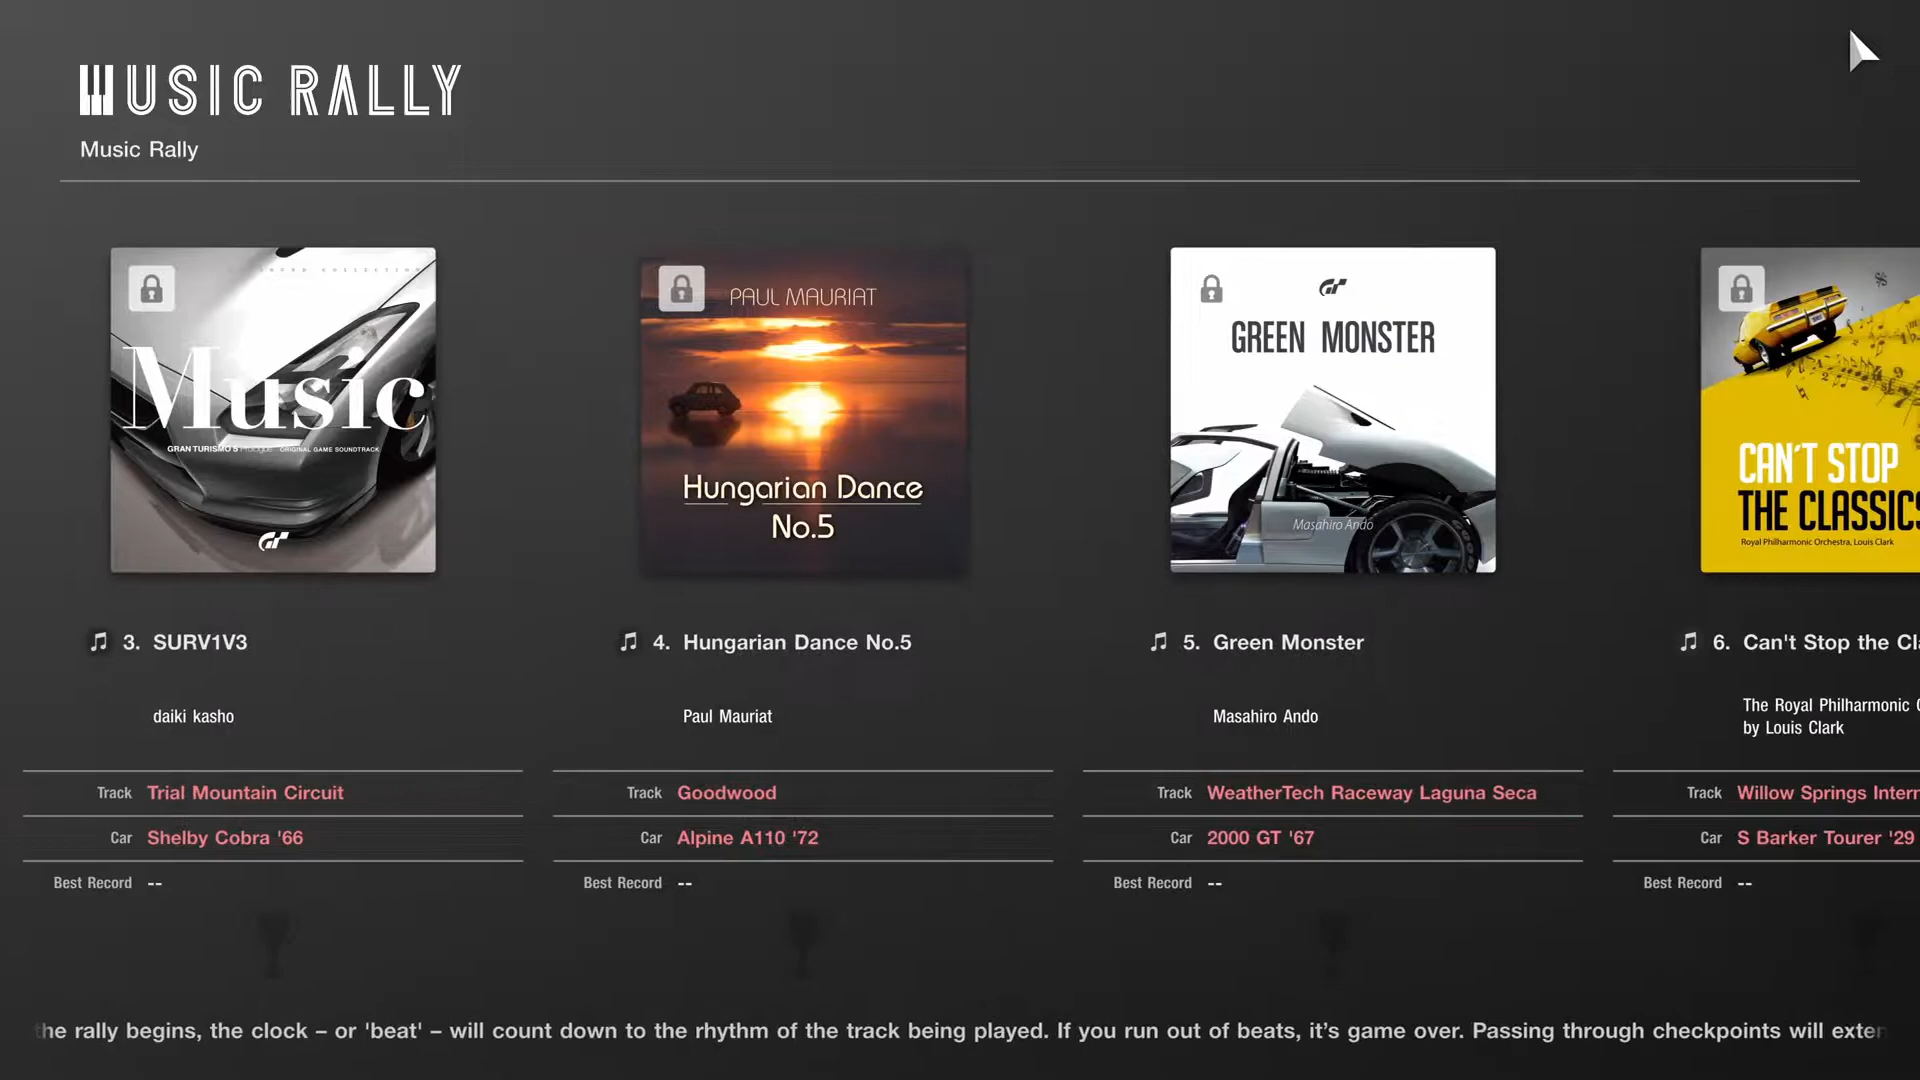 MUSIC RALLY
Music Rally
Music
GRAN TURISMO 5 Prologue ORIGINAL GAME SOUNDTRACK
3. SURV1V3
daiki kasho
Track Trial Mountain Circuit
Car Shelby Cobra '66
Best Record --
PAUL MAURIAT
Hungarian Dance
No.5
4. Hungarian Dance No.5
Paul Mauriat
Track Goodwood
Car Alpine A110 '72
Best Record --
GREEN MONSTER
Masahiro Ando
5. Green Monster
Masahiro Ando
Track WeatherTech Raceway Laguna Seca
Car 2000 GT '67
Best Record --
CAN'T STOP
THE CLASSICS
Royal Philharmonic Orchestra, Louis Clark
6. Can't Stop the Cla
The Royal Philharmonic
by Louis Clark
Track Willow Springs Intern
Car S Barker Tourer '29
Best Record --
the rally begins, the clock – or 'beat' – will count down to the rhythm of the track being played. If you run out of beats, it’s game over. Passing through checkpoints will exten